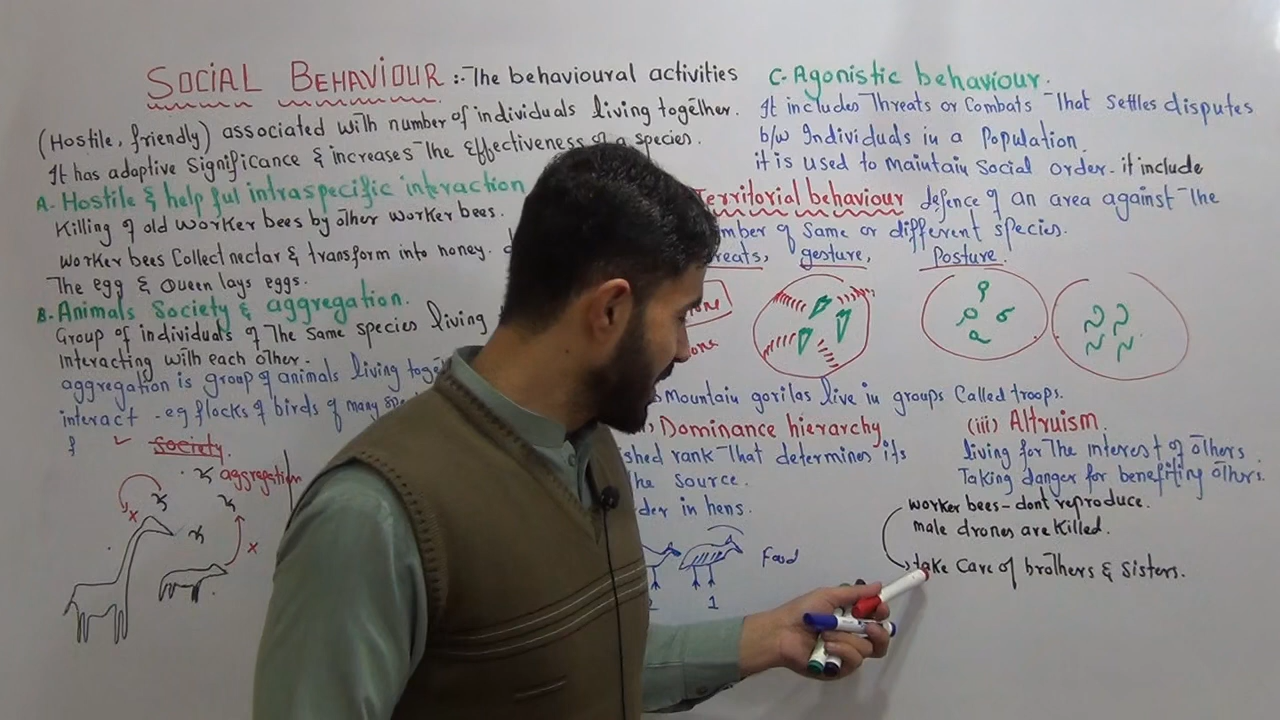 SOCIAL BEHAVIOUR :- The behavioural activities
(Hostile, friendly) associated with number of individuals living together.
It has adaptive significance & increases the effectiveness of a species.
A. Hostile & helpful intraspecific interaction
Killing of old worker bees by other worker bees.
worker bees collect nectar & transform into honey.
The egg & Queen lays eggs.
B. Animals Society & aggregation.
Group of individuals of the same species living
interacting with each other.
aggregation is group of animals living
interact - eg flocks of birds of many
&
✓ Society.
aggregation
x
x
C. Agonistic behaviour.
It includes Threats or Combats That settles disputes
b/w Individuals in a Population.
it is used to maintain social order. it include
Territorial behaviour defence of an area against the
of same or different species.
gesture, Posture.
mountain gorilas live in groups Called troops.
Dominance hierarchy
rank that determines its
source.
in hens.
Food
1
(iii) Altruism.
living for the interest of others
Taking danger for benefiting others.
worker bees - dont reproduce.
male drones are killed.
take care of brothers & sisters.